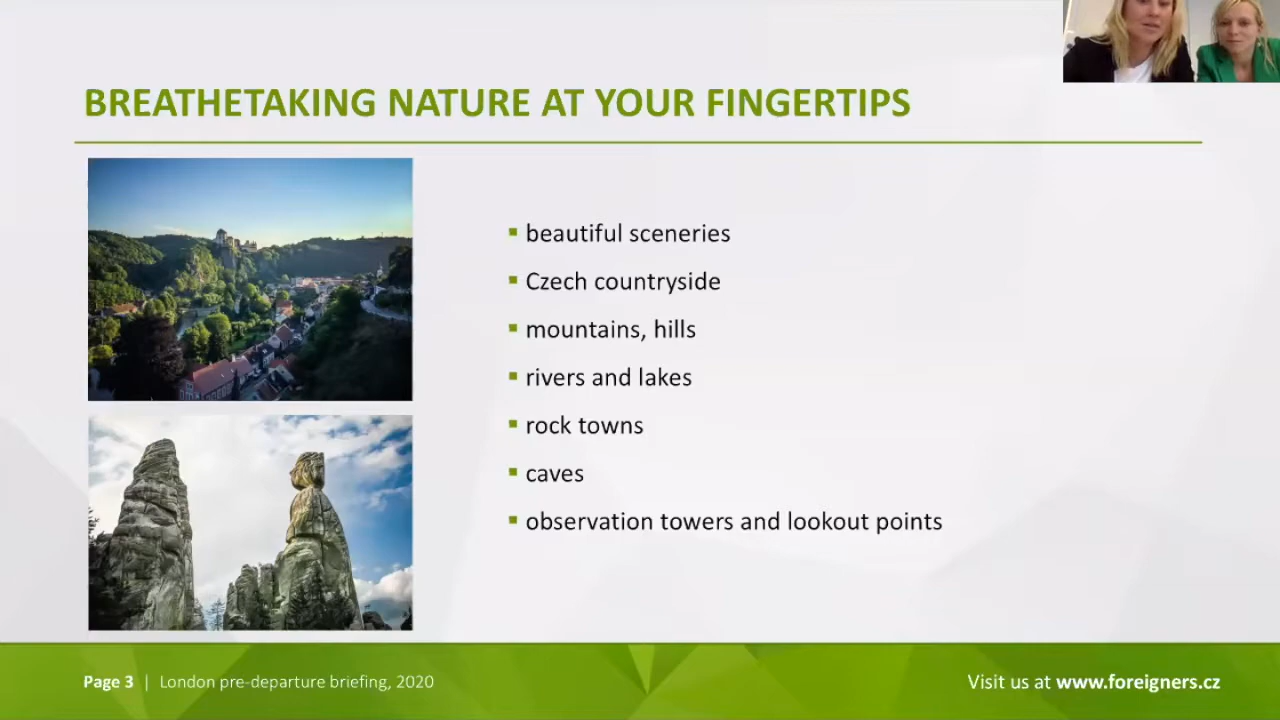 BREATHETAKING NATURE AT YOUR FINGERTIPS
beautiful sceneries
Czech countryside
mountains, hills
rivers and lakes
rock towns
caves
observation towers and lookout points
Page 3 | London pre-departure briefing, 2020
Visit us at www.foreigners.cz